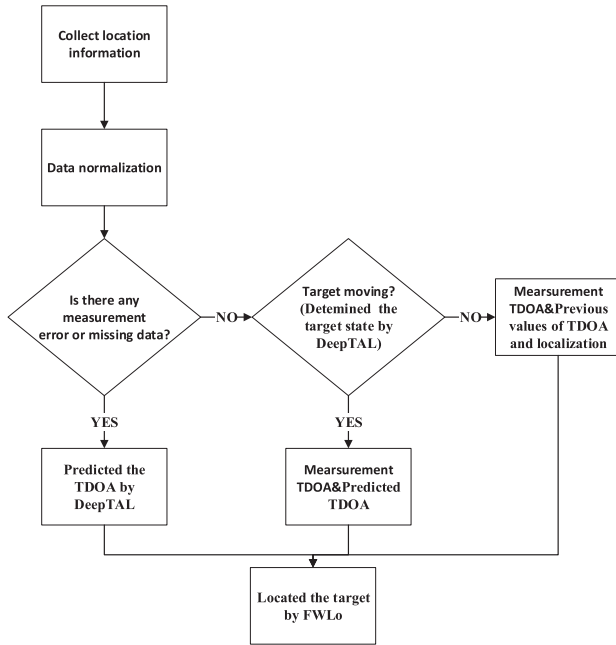 Collect location
information
Data normalization
Is there any
measurement
error or missing data?
NO
Target moving?
(Detemined the
target state by
DeepTAL)
NO
Mearsurement
TDOA&Previous
values of TDOA
and localization
YES
YES
Predicted the
TDOA by
DeepTAL
Mearsurement
TDOA&Predicted
TDOA
Located the target
by FWLo